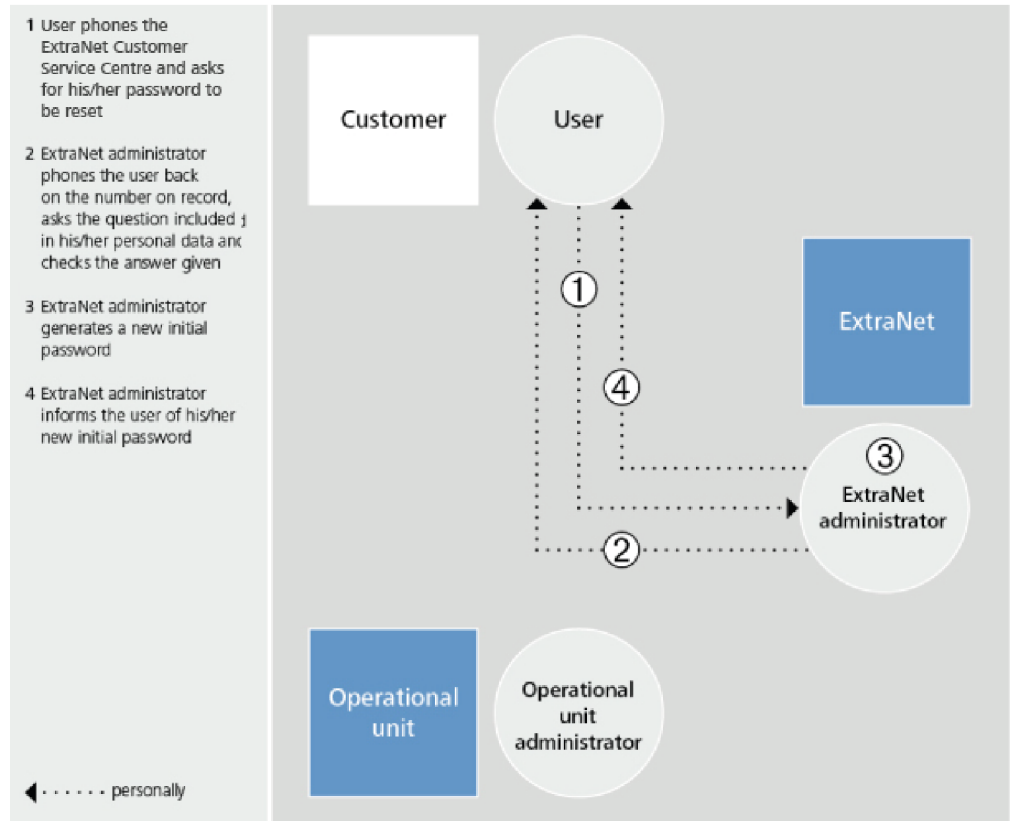 1 User phones the
ExtraNet Customer
Service Centre and asks
for his/her password to
be reset
2 ExtraNet administrator
phones the user back
on the number on record,
asks the question included
in his/her personal data and
checks the answer given
3 ExtraNet administrator
generates a new initial
password
4 ExtraNet administrator
informs the user of his/her
new initial password
personally
Customer
User
1
ExtraNet
4
3
ExtraNet
administrator
2
Operational
unit
Operational
unit
administrator